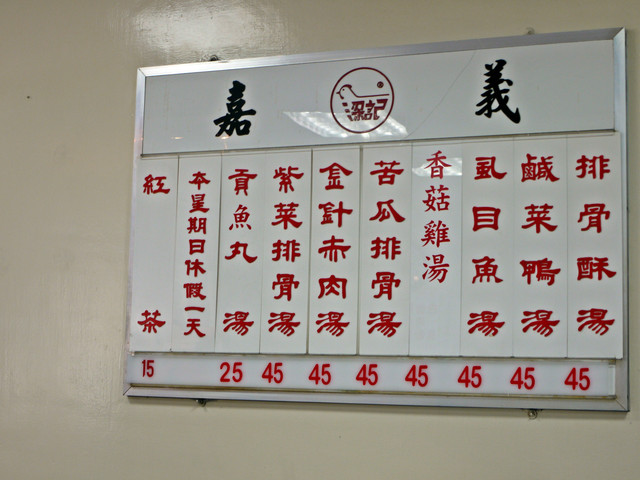 嘉義
梁記®
排骨酥湯
45
鹹菜鴨湯
45
虱目魚湯
45
香菇雞湯
45
苦瓜排骨湯
45
金針赤肉湯
45
紫菜排骨湯
45
貢魚丸湯
25
本星期日休假一天
紅茶
15